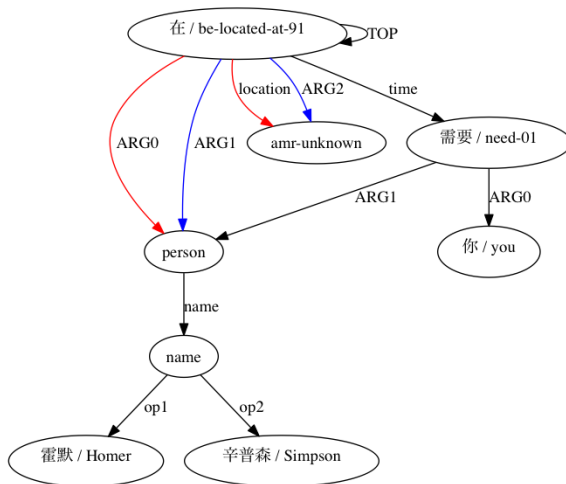 在 / be-located-at-91
TOP
location
ARG2
time
ARG0
ARG1
amr-unknown
需要 / need-01
ARG1
ARG0
person
你 / you
name
name
op1
op2
霍默 / Homer
辛普森 / Simpson